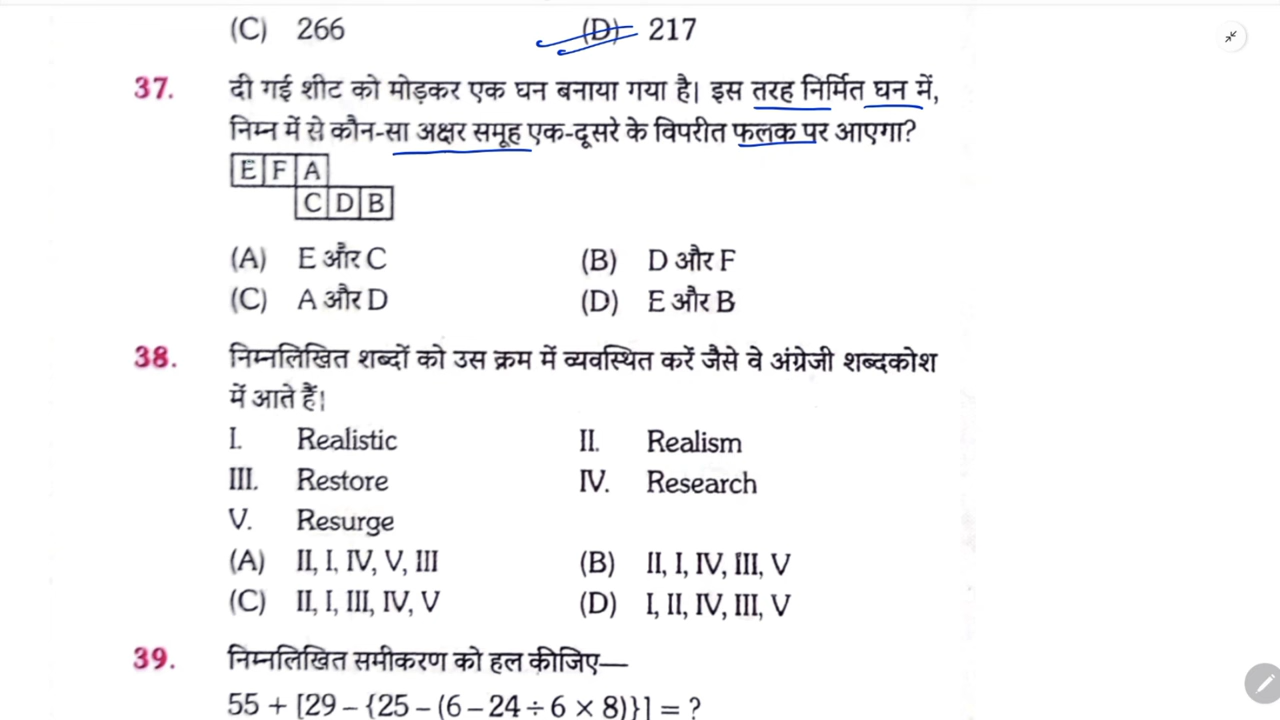 (C) 266 (D) 217
37. दी गई शीट को मोड़कर एक घन बनाया गया है। इस तरह निर्मित घन में,
निम्न में से कौन-सा अक्षर समूह एक-दूसरे के विपरीत फलक पर आएगा?
E F A
C D B
(A) E और C (B) D और F
(C) A और D (D) E और B
38. निम्नलिखित शब्दों को उस क्रम में व्यवस्थित करें जैसे वे अंग्रेजी शब्दकोश
में आते हैं।
I. Realistic II. Realism
III. Restore IV. Research
V. Resurge
(A) II, I, IV, V, III (B) II, I, IV, III, V
(C) II, I, III, IV, V (D) I, II, IV, III, V
39. निम्नलिखित समीकरण को हल कीजिए—
55 + [29 – {25 – (6 – 24 ÷ 6 × 8)}] = ?